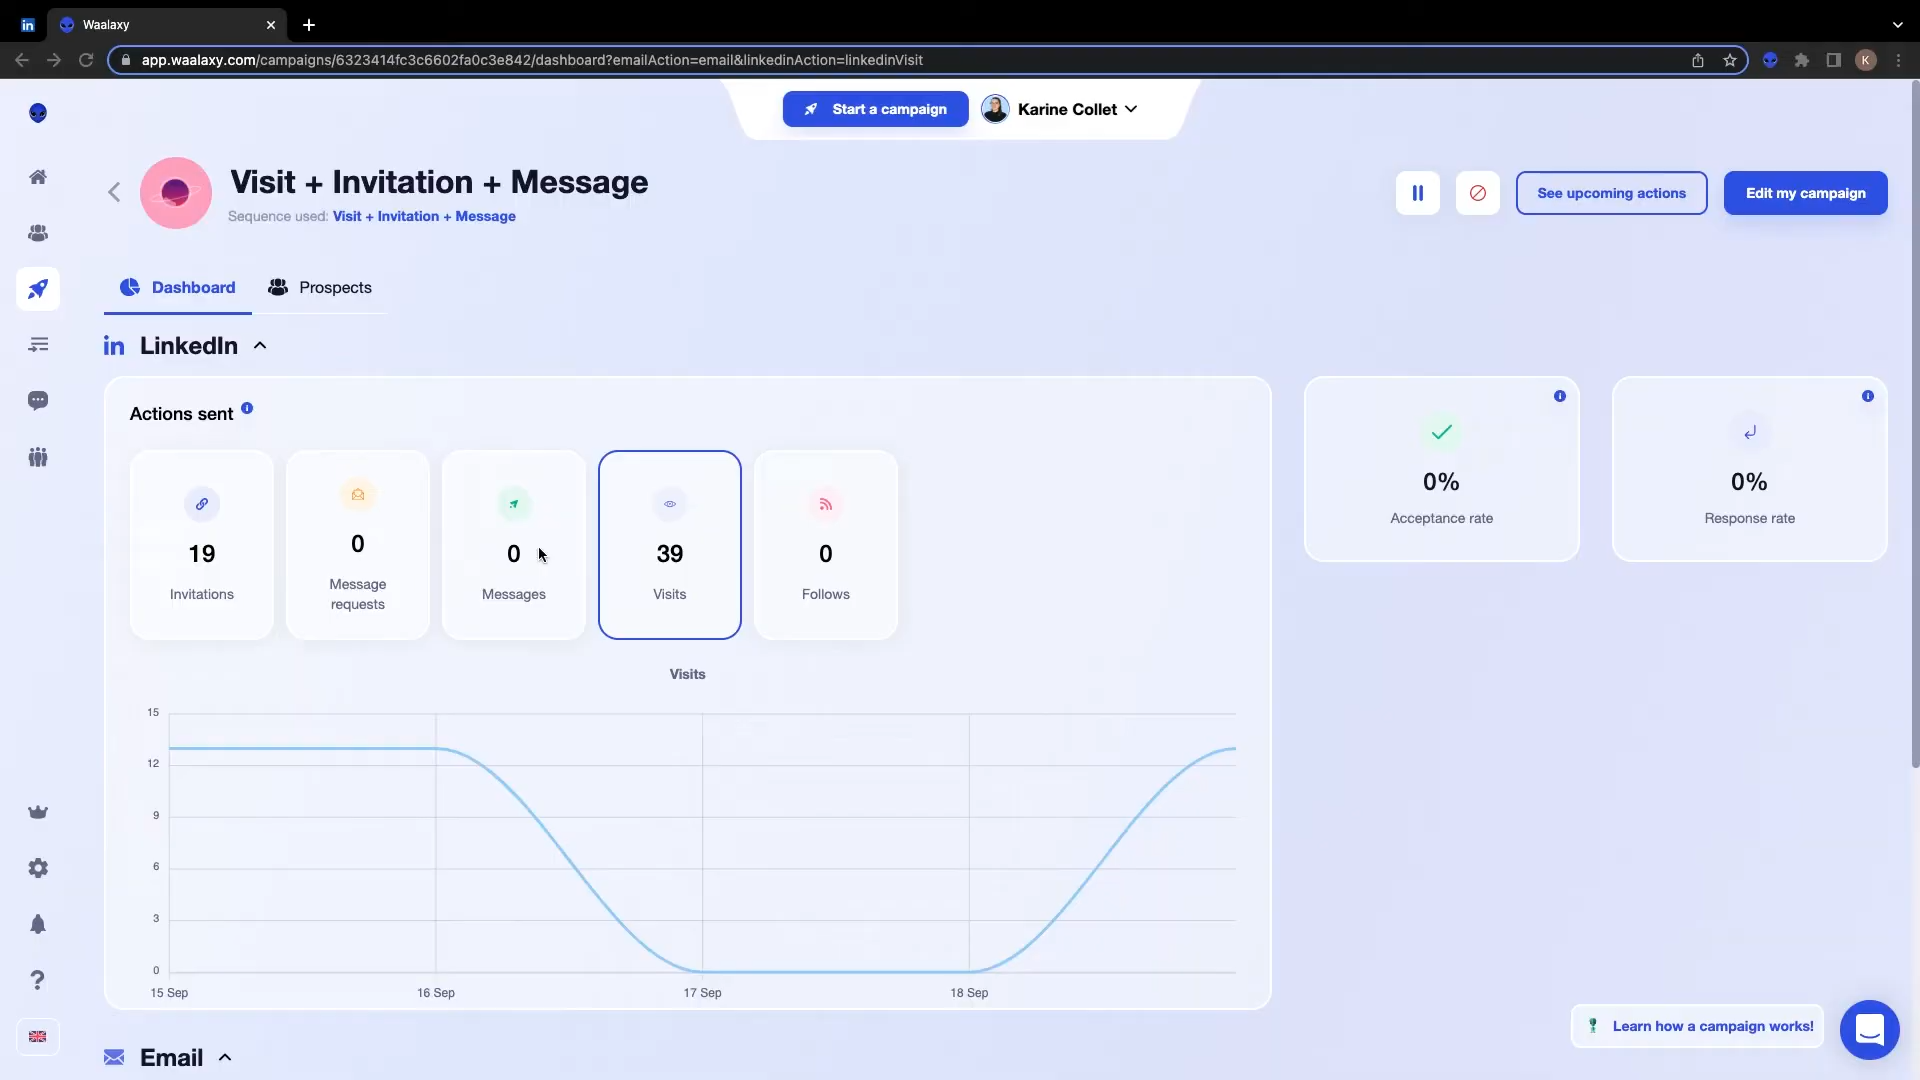 in
Waalaxy
app.waalaxy.com/campaigns/6323414fc3c6602fa0c3e842/dashboard?emailAction=email&linkedinAction=linkedinVisit
K
Start a campaign
Karine Collet
Visit + Invitation + Message
Sequence used: Visit + Invitation + Message
See upcoming actions
Edit my campaign
Dashboard
Prospects
in LinkedIn
Actions sent
19
Invitations
0
Message
requests
0
Messages
39
Visits
0
Follows
0%
Acceptance rate
0%
Response rate
Visits
15
12
9
6
3
0
15 Sep
16 Sep
17 Sep
18 Sep
Learn how a campaign works!
Email